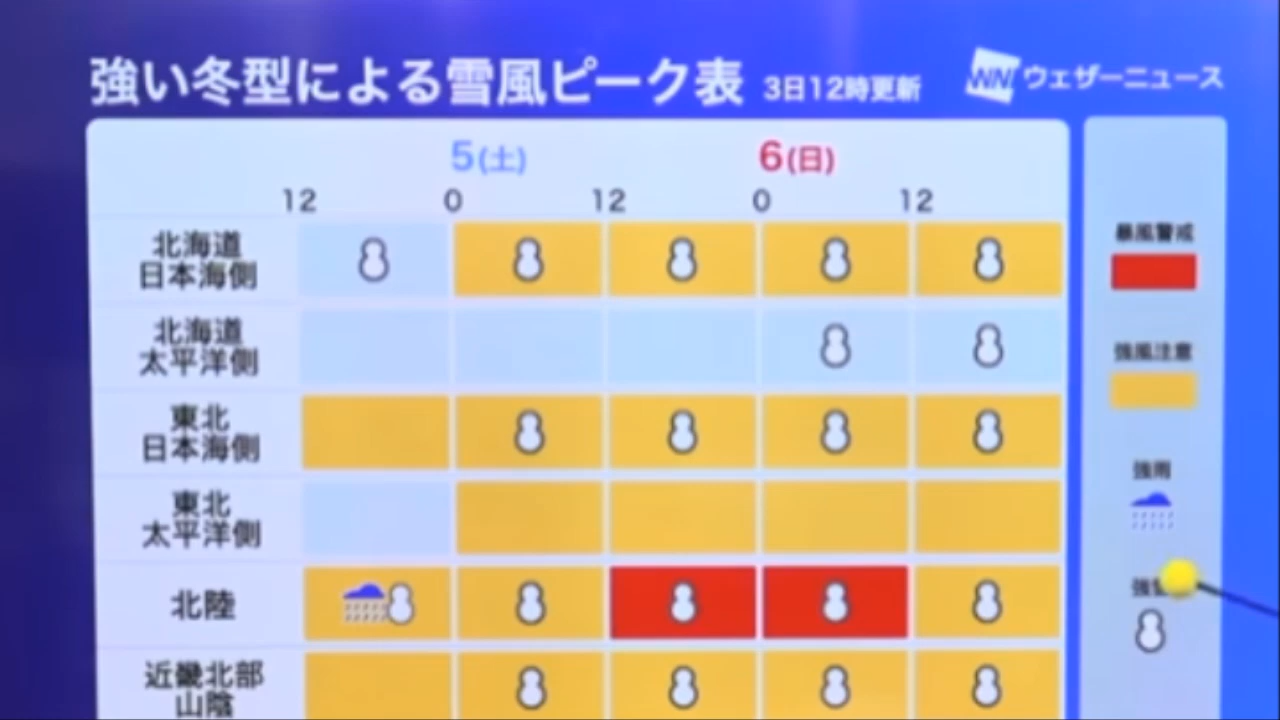 強い冬型による雪風ピーク表 3日12時更新
WN ウェザーニュース
5(土) 6(日)
12 0 12 0 12
北海道
日本海側
北海道
太平洋側
東北
日本海側
東北
太平洋側
北陸
近畿北部
山陰
暴風警戒
強風注意
強雨
強